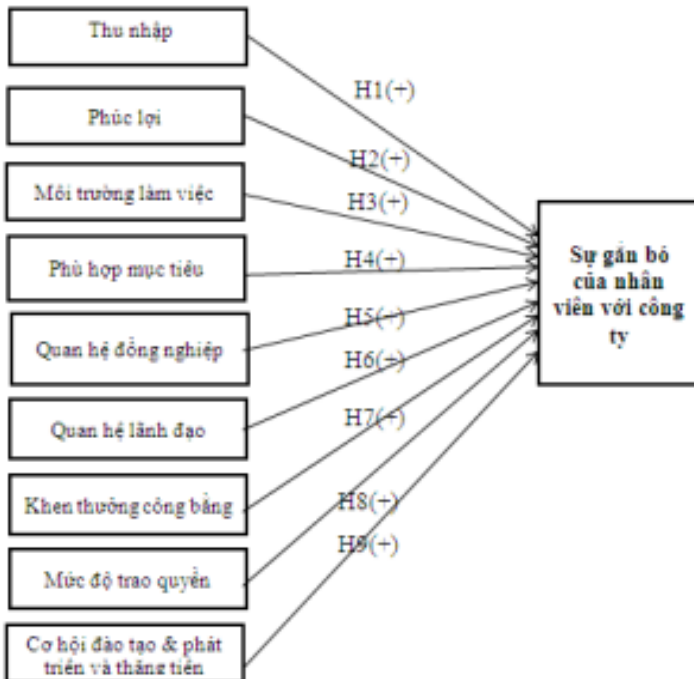 Thu nhập
H1(+)
Phúc lợi
H2(+)
Môi trường làm việc
H3(+)
Phù hợp mục tiêu
H4(+)
Quan hệ đồng nghiệp
H5(+)
Quan hệ lãnh đạo
H6(+)
Khen thưởng công bằng
H7(+)
Mức độ trao quyền
H8(+)
Cơ hội đào tạo & phát
triển và thăng tiến
H9(+)
Sự gắn bó
của nhân
viên với công
ty